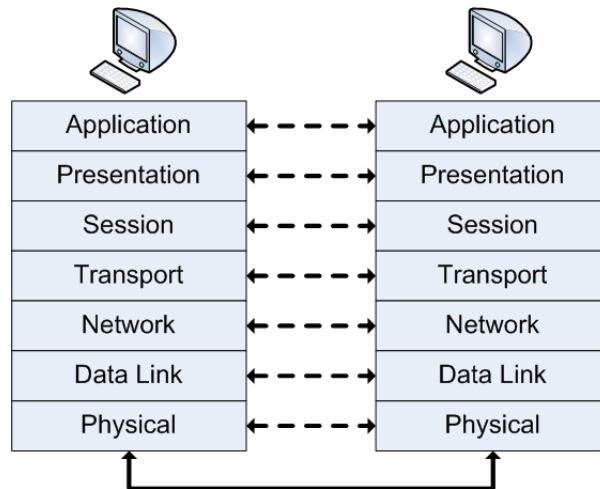 Application Application
Presentation Presentation
Session Session
Transport Transport
Network Network
Data Link Data Link
Physical Physical